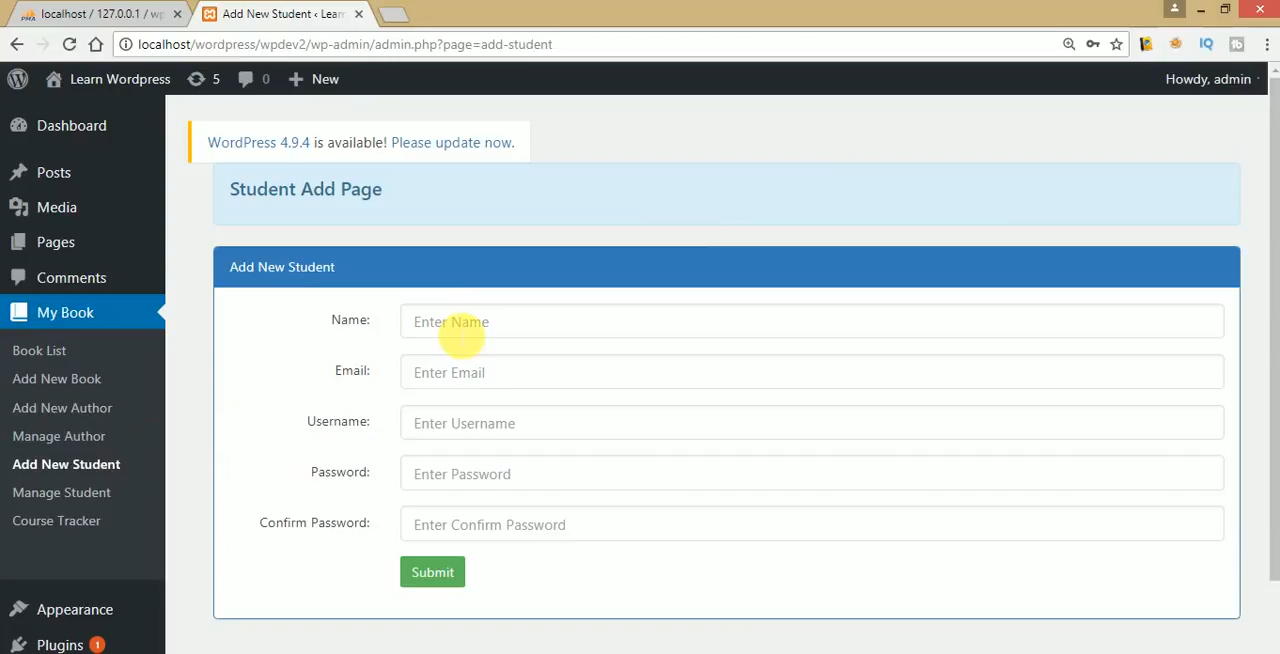 localhost / 127.0.0.1 / wp
Add New Student ‹ Learn
localhost/wordpress/wpdev2/wp-admin/admin.php?page=add-student
Learn Wordpress 5 0 New Howdy, admin
Dashboard
Posts
Media
Pages
Comments
My Book
Book List
Add New Book
Add New Author
Manage Author
Add New Student
Manage Student
Course Tracker
Appearance
Plugins 1
WordPress 4.9.4 is available! Please update now.
Student Add Page
Add New Student
Name: Enter Name
Email: Enter Email
Username: Enter Username
Password: Enter Password
Confirm Password: Enter Confirm Password
Submit